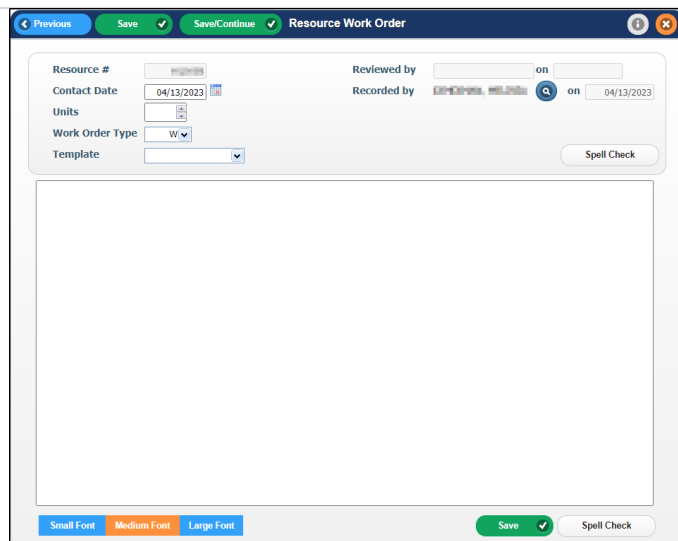 Previous Save Save/Continue Resource Work Order
Resource # Reviewed by on
Contact Date 04/13/2023 Recorded by on 04/13/2023
Units
Work Order Type W
Template Spell Check
Small Font Medium Font Large Font Save Spell Check